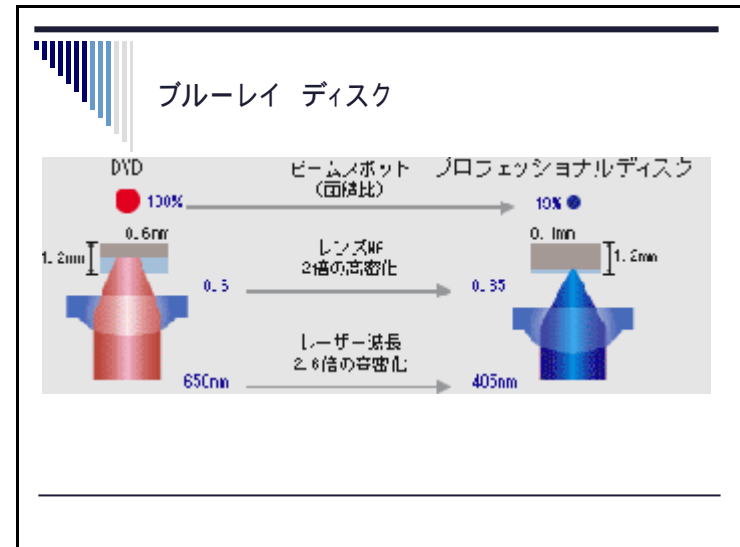 ブルーレイ ディスク
DVD
ビームスポット
(面積比)
プロフェッショナルディスク
100%
19%
0.6mm
1.2mm
レンズNA
2倍の高密化
0.1mm
1.2mm
0.6
0.85
レーザー波長
2.6倍の高密化
650nm
405nm